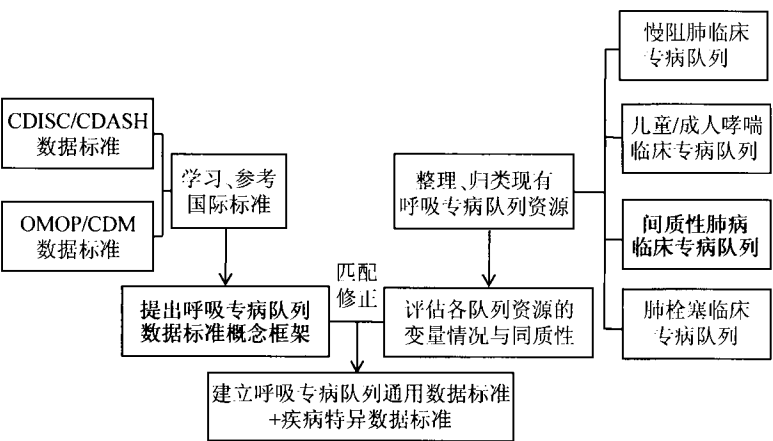 CDISC/CDASH
数据标准
OMOP/CDM
数据标准
学习、参考
国际标准
提出呼吸专病队列
数据标准概念框架
匹配
修正
整理、归类现有
呼吸专病队列资源
评估各队列资源的
变量情况与同质性
慢阻肺临床
专病队列
儿童/成人哮喘
临床专病队列
间质性肺病
临床专病队列
肺栓塞临床
专病队列
建立呼吸专病队列通用数据标准
+疾病特异数据标准